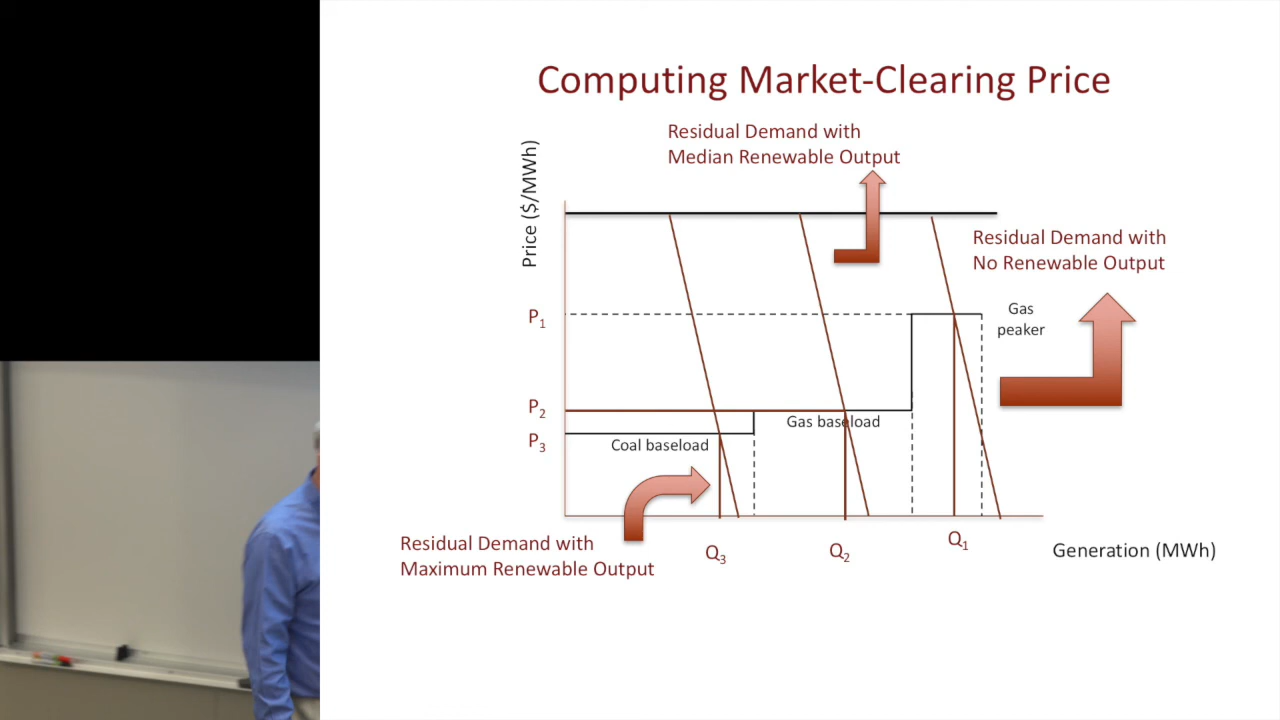 Computing Market-Clearing Price
Residual Demand with
Median Renewable Output
Price ($/MWh)
Residual Demand with
No Renewable Output
P1
Gas
peaker
P2
Gas baseload
P3
Coal baseload
Residual Demand with
Maximum Renewable Output
Q3
Q2
Q1
Generation (MWh)